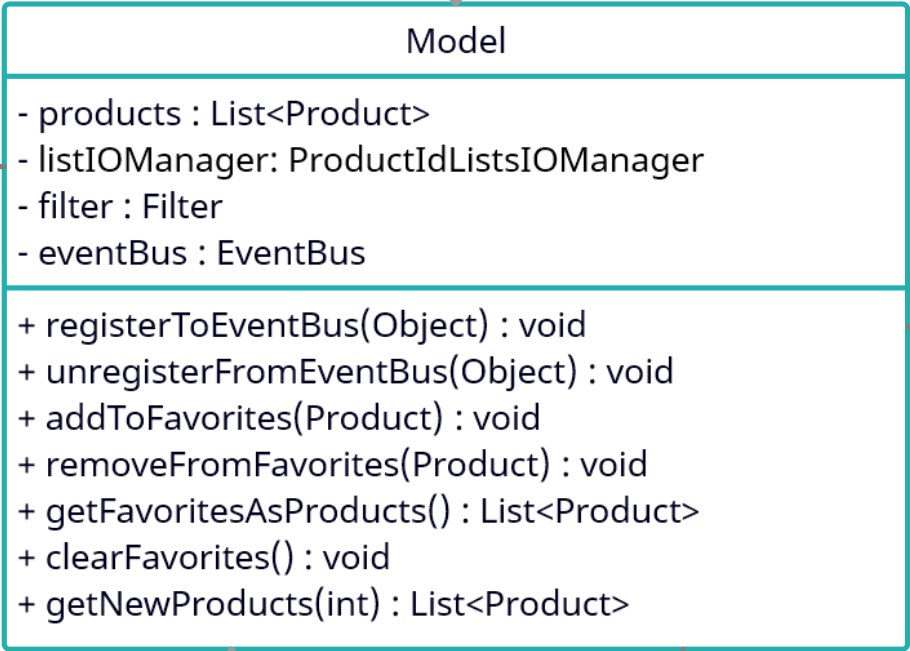 Model
- products : List<Product>
- listIOManager: ProductIdListsIOManager
- filter : Filter
- eventBus : EventBus
+ registerToEventBus(Object) : void
+ unregisterFromEventBus(Object) : void
+ addToFavorites(Product) : void
+ removeFromFavorites(Product) : void
+ getFavoritesAsProducts() : List<Product>
+ clearFavorites() : void
+ getNewProducts(int) : List<Product>